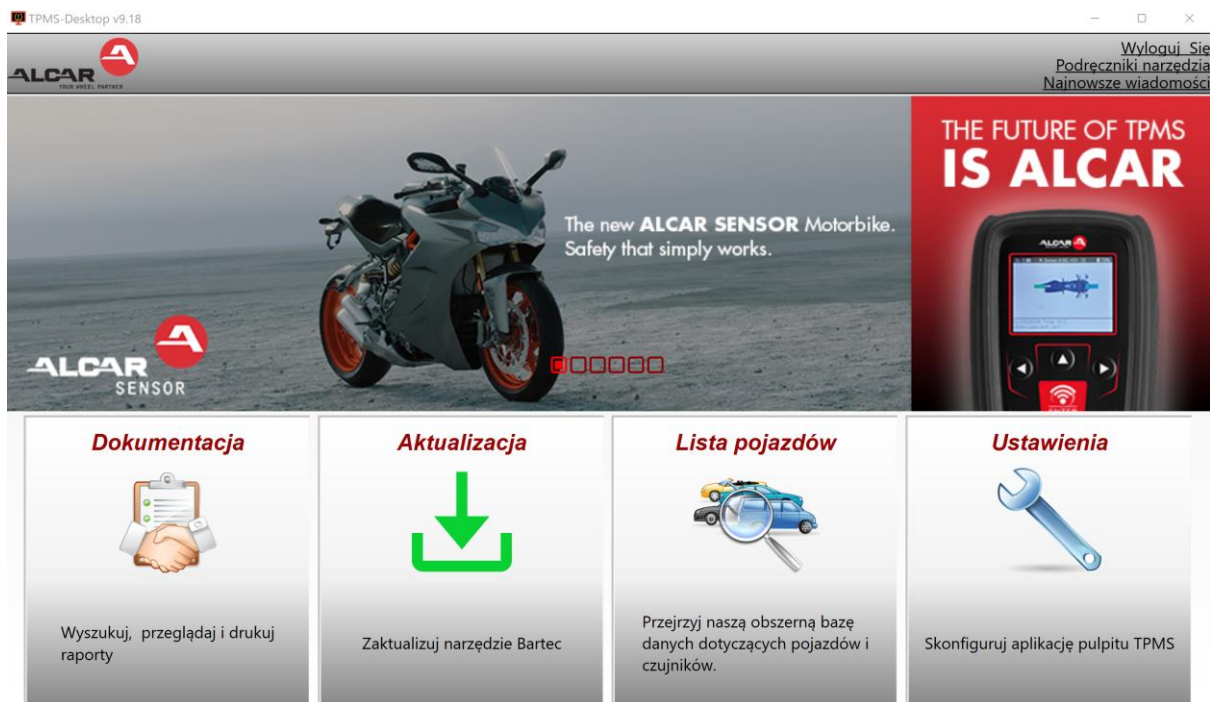 TPMS-Desktop v9.18
ALCAR
YOUR WHEEL PARTNER
Wyloguj Się
Podręczniki narzędzia
Najnowsze wiadomości
The new ALCAR SENSOR Motorbike.
Safety that simply works.
ALCAR
SENSOR
THE FUTURE OF TPMS
IS ALCAR
ALCAR
ENTER
Dokumentacja
Wyszukuj, przeglądaj i drukuj
raporty
Aktualizacja
Zaktualizuj narzędzie Bartec
Lista pojazdów
Przejrzyj naszą obszerną bazę
danych dotyczących pojazdów i
czujników.
Ustawienia
Skonfiguruj aplikację pulpitu TPMS